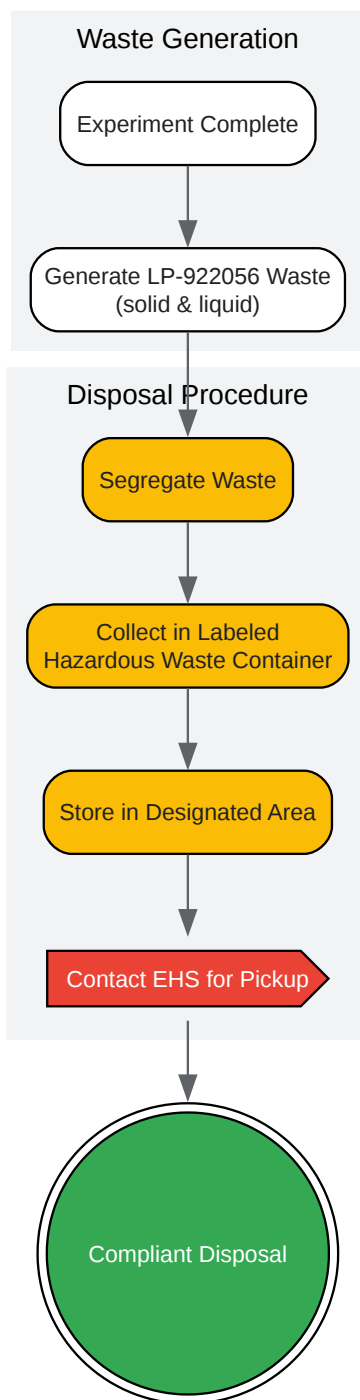 Waste Generation
Experiment Complete
Generate LP-922056 Waste
(solid & liquid)
Disposal Procedure
Segregate Waste
Collect in Labeled
Hazardous Waste Container
Store in Designated Area
Contact EHS for Pickup
Compliant Disposal